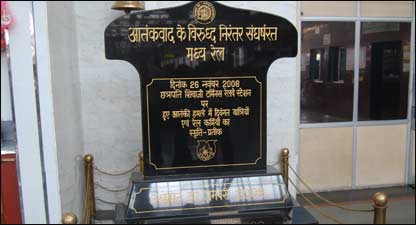 आतंकवाद के विरुध्द निरंतर संघर्षरत
मध्य रेल
दिनांक 26 नवंबर 2008
छत्रपति शिवाजी टर्मिनस रेलवे स्टेशन
पर
हुए आतंकी हमले में दिवंगत यात्रियों
एवं रेल कर्मियों का
स्मृति-प्रतीक